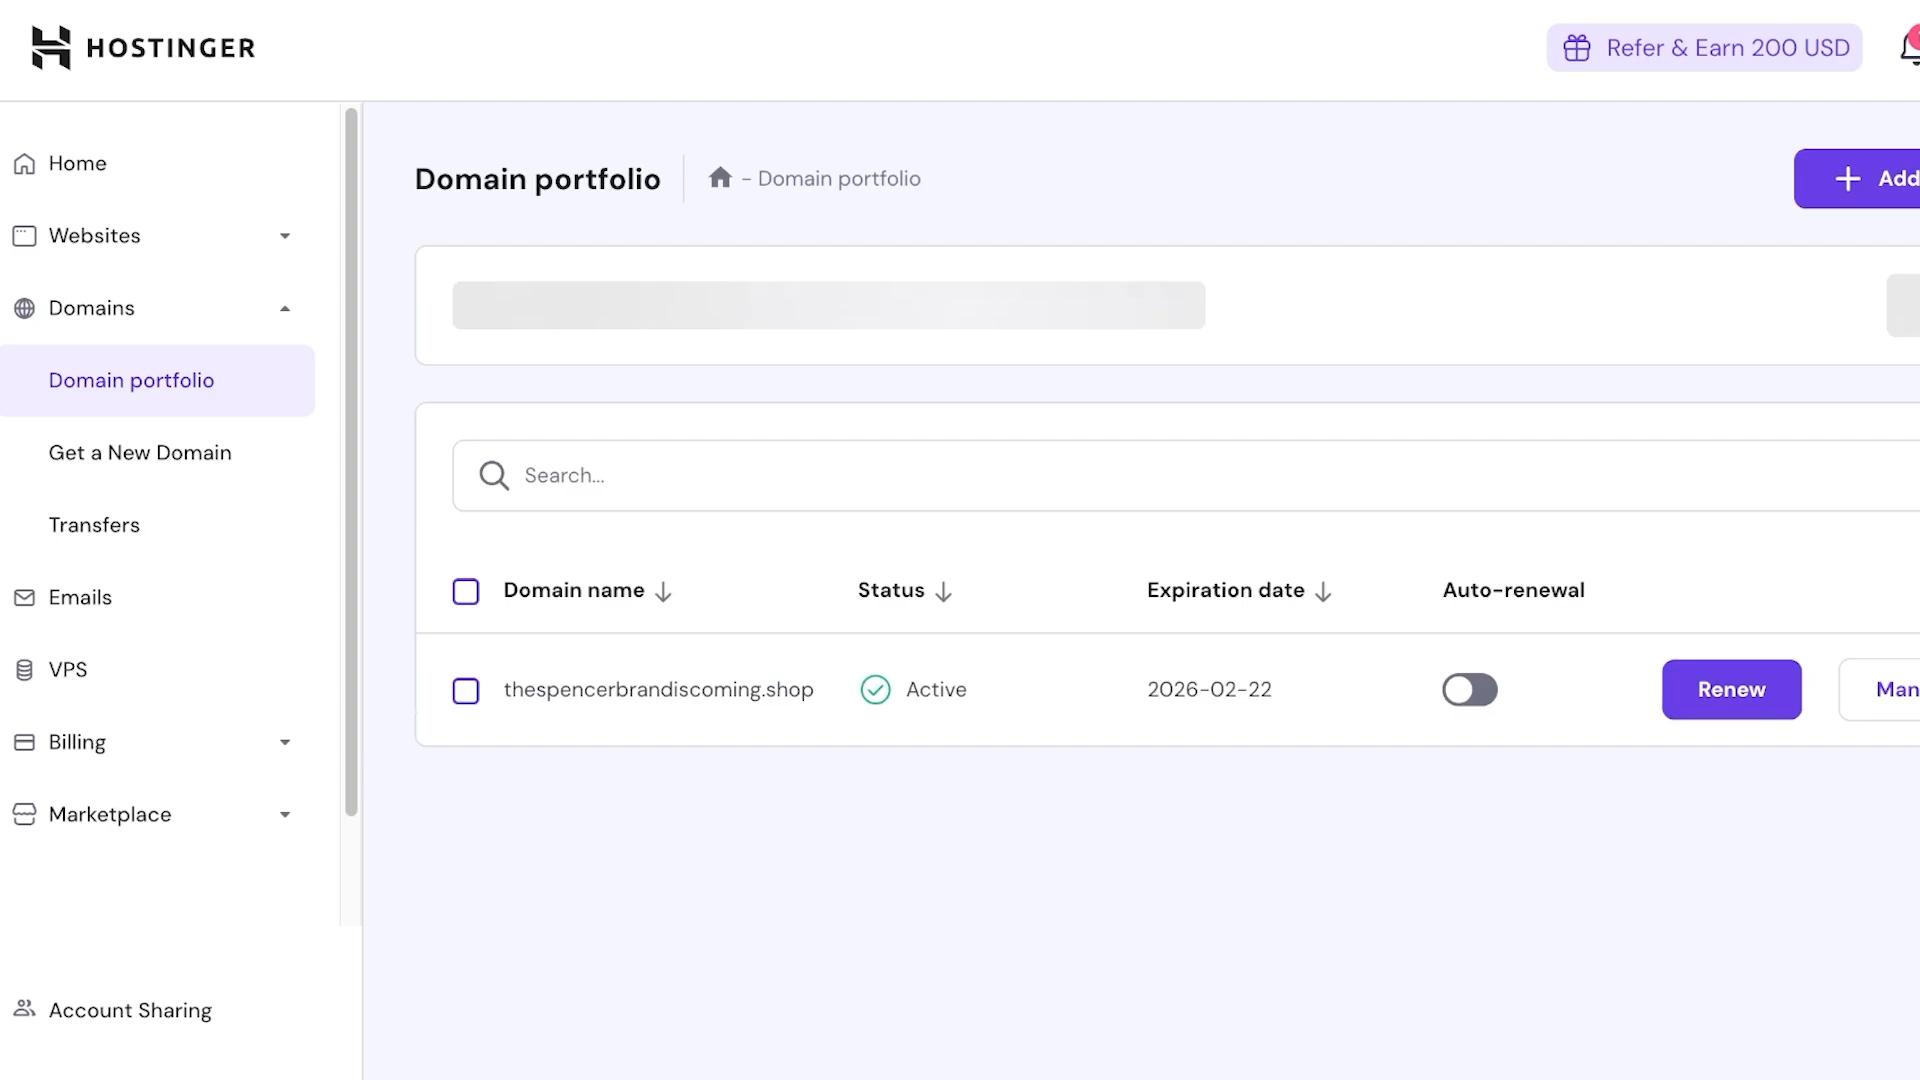 HOSTINGER
Refer & Earn 200 USD
Home
Websites
Domains
Domain portfolio
Get a New Domain
Transfers
Emails
VPS
Billing
Marketplace
Account Sharing
Domain portfolio
– Domain portfolio
+ Add
Search...
Domain name ↓ Status ↓ Expiration date ↓ Auto-renewal
thespencerbrandiscoming.shop Active 2026-02-22 Renew Man